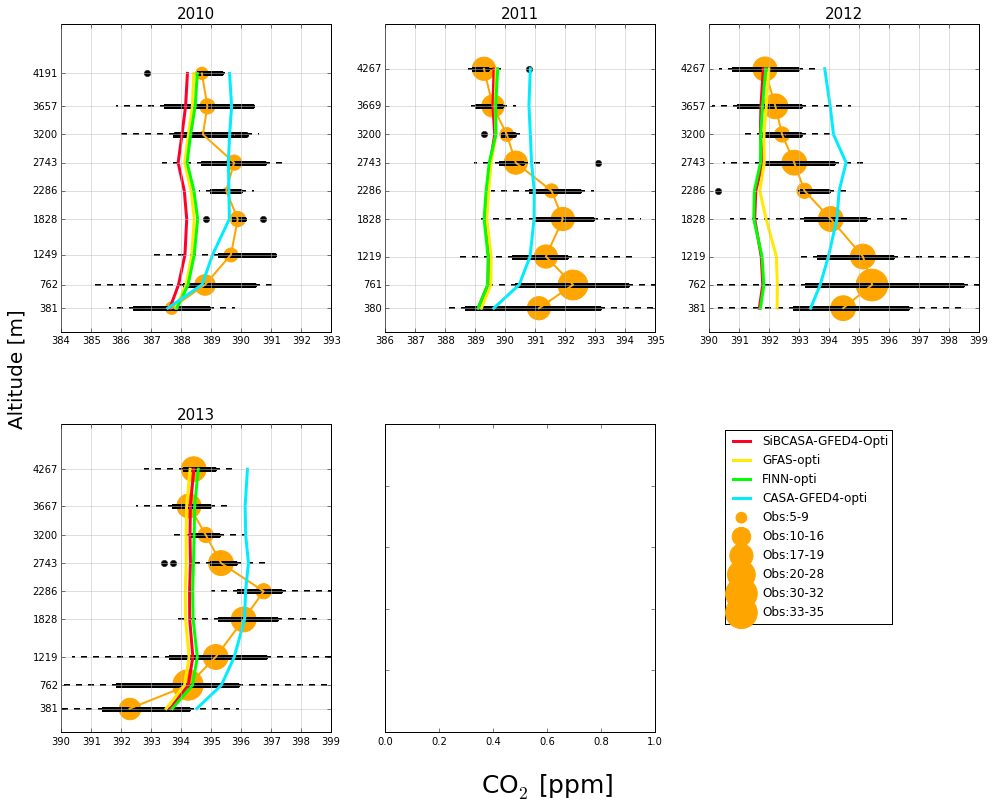 2010
2011
2012
4191
3657
3200
2743
2286
1828
1249
762
381
384 385 386 387 388 389 390 391 392 393
4267
3669
3200
2743
2286
1828
1219
761
380
386 387 388 389 390 391 392 393 394 395
4267
3657
3200
2743
2286
1828
1219
762
381
390 391 392 393 394 395 396 397 398 399
Altitude [m]
2013
4267
3667
3200
2743
2286
1828
1219
762
381
390 391 392 393 394 395 396 397 398 399
0.0 0.2 0.4 0.6 0.8 1.0
SiBCASA-GFED4-Opti
GFAS-opti
FINN-opti
CASA-GFED4-opti
Obs:5-9
Obs:10-16
Obs:17-19
Obs:20-28
Obs:30-32
Obs:33-35
CO₂ [ppm]